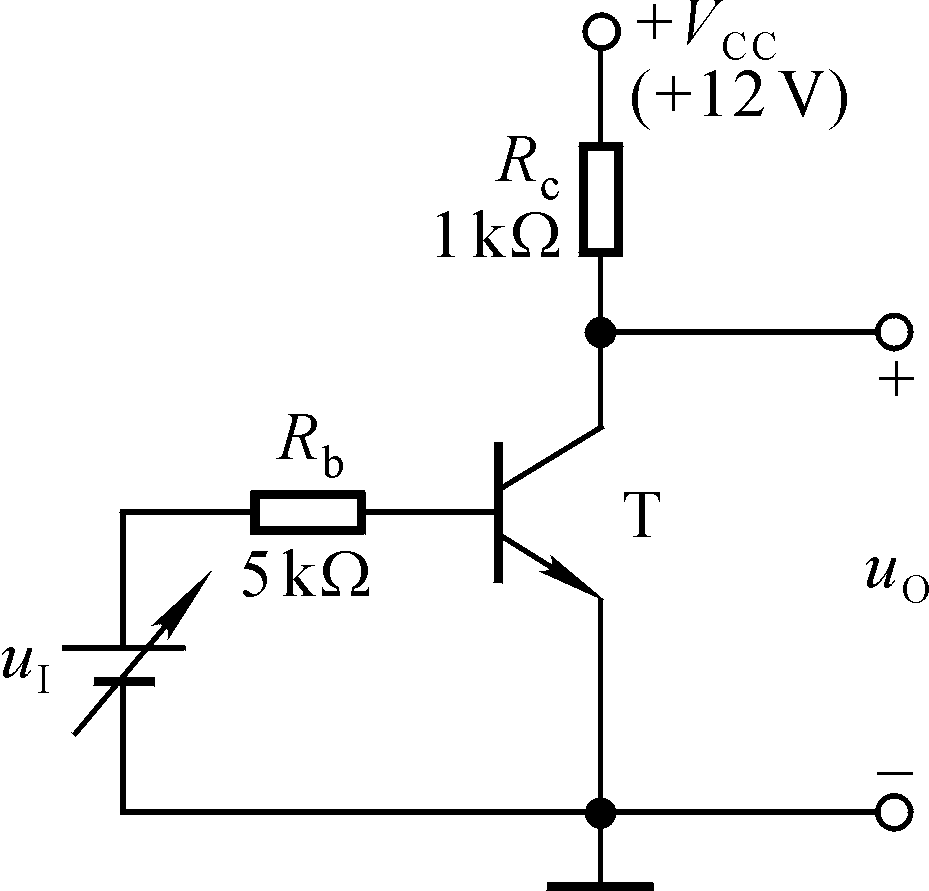 +V_CC
(+12 V)
R_c
1 kΩ
+
R_b
5 kΩ
T
u_O
u_I
−